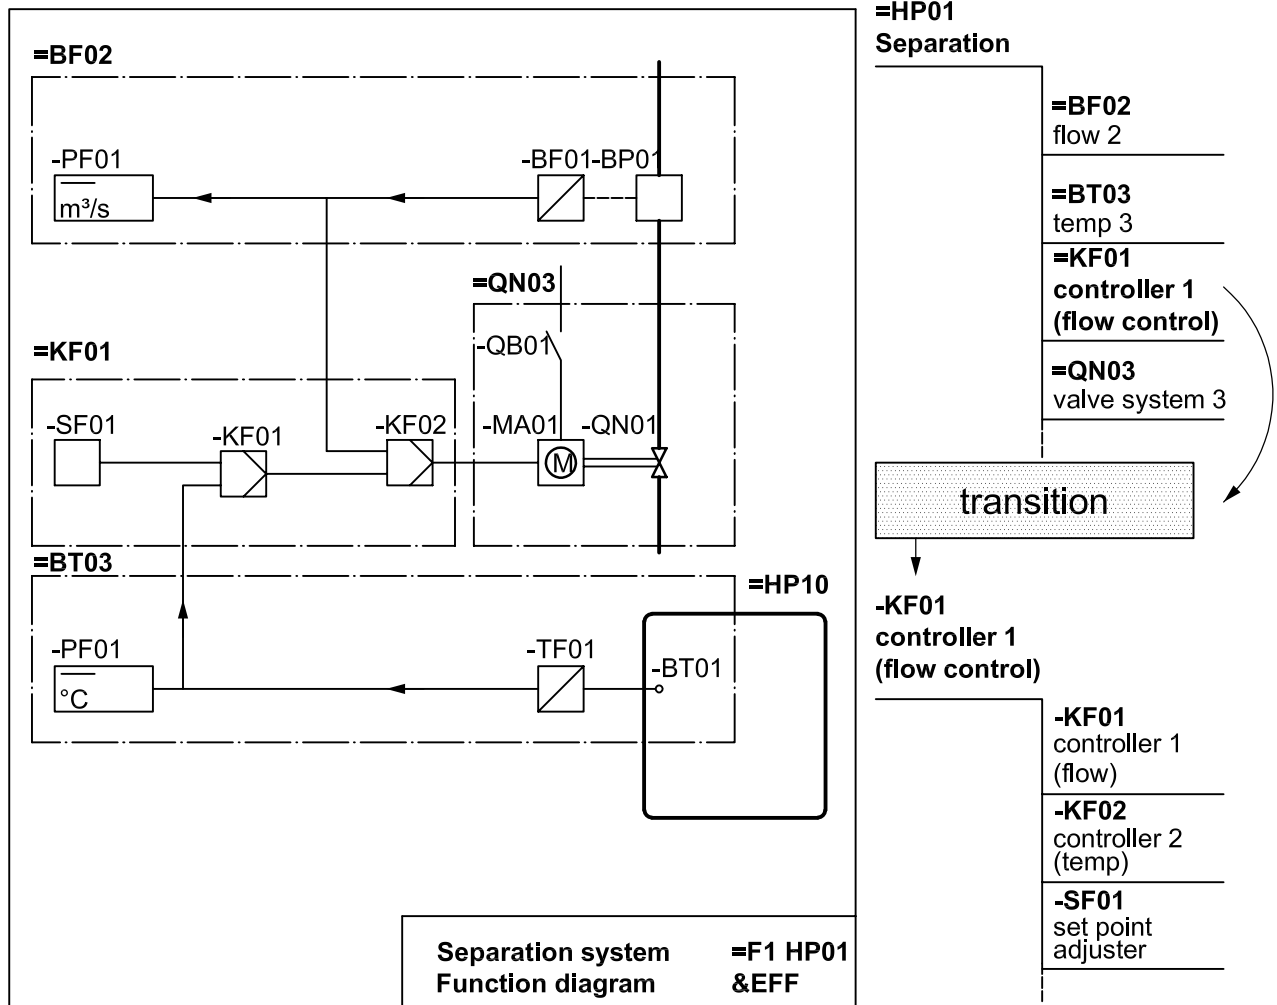 =BF02
-PF01
m³/s
-BF01-BP01
=QN03
-QB01
=KF01
-SF01
-KF01
-KF02
-MA01
-QN01
M
=BT03
=HP10
-PF01
°C
-TF01
-BT01
Separation system =F1 HP01
Function diagram &EFF
=HP01
Separation
=BF02
flow 2
=BT03
temp 3
=KF01
controller 1
(flow control)
=QN03
valve system 3
transition
-KF01
controller 1
(flow control)
-KF01
controller 1
(flow)
-KF02
controller 2
(temp)
-SF01
set point
adjuster